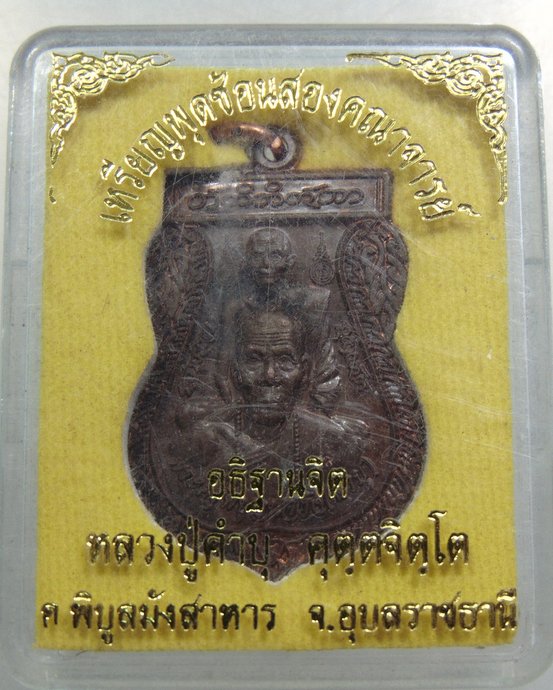 เหรียญพุดซ้อนสองคณาจารย์
อธิฐานจิต
หลวงปู่คำบุ คุตฺตจิตฺโต
ค พิบูลมังสาหาร จ.อุบลราชธานี